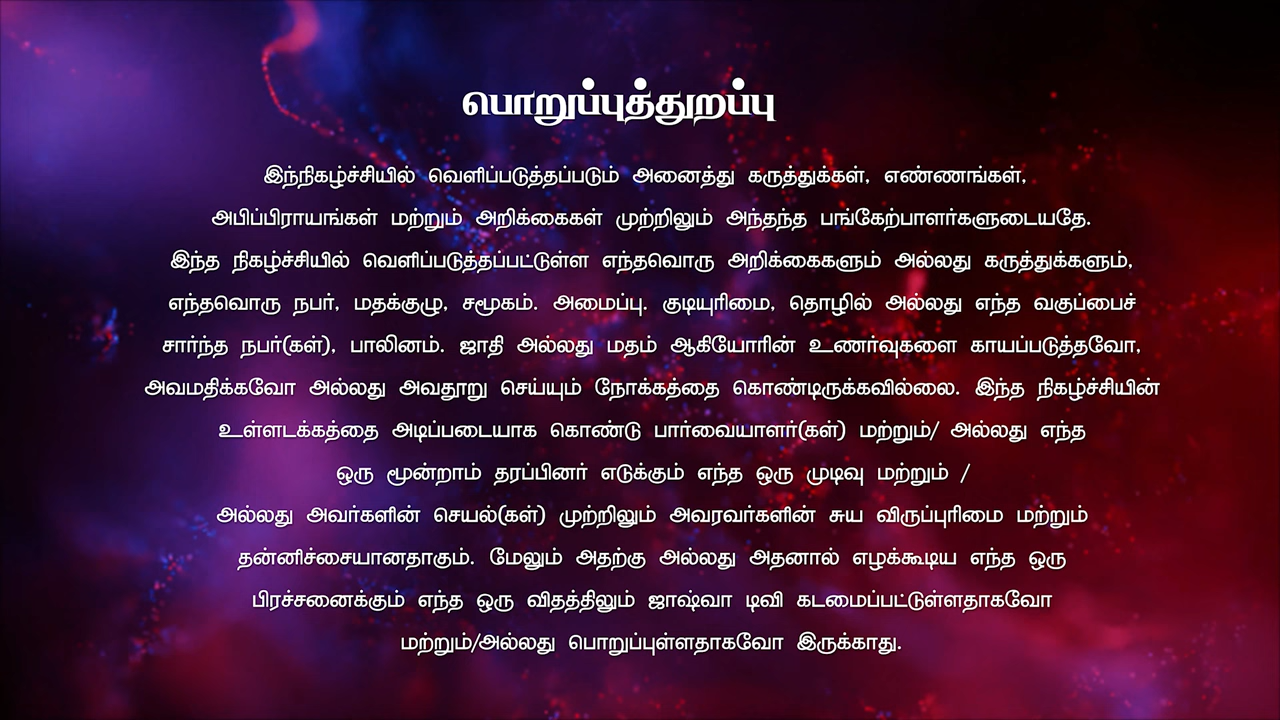 பொறுப்புத்துறப்பு
இந்நிகழ்ச்சியில் வெளிப்படுத்தப்படும் அனைத்து கருத்துக்கள், எண்ணங்கள்,
அபிப்பிராயங்கள் மற்றும் அறிக்கைகள் முற்றிலும் அந்தந்த பங்கேற்பாளர்களுடையதே.
இந்த நிகழ்ச்சியில் வெளிப்படுத்தப்பட்டுள்ள எந்தவொரு அறிக்கைகளும் அல்லது கருத்துக்களும்,
எந்தவொரு நபர், மதக்குழு, சமூகம். அமைப்பு. குடியுரிமை, தொழில் அல்லது எந்த வகுப்பைச்
சார்ந்த நபர்(கள்), பாலினம். ஜாதி அல்லது மதம் ஆகியோரின் உணர்வுகளை காயப்படுத்தவோ,
அவமதிக்கவோ அல்லது அவதூறு செய்யும் நோக்கத்தை கொண்டிருக்கவில்லை. இந்த நிகழ்ச்சியின்
உள்ளடக்கத்தை அடிப்படையாக கொண்டு பார்வையாளர்(கள்) மற்றும்/ அல்லது எந்த
ஒரு மூன்றாம் தரப்பினர் எடுக்கும் எந்த ஒரு முடிவு மற்றும் /
அல்லது அவர்களின் செயல்(கள்) முற்றிலும் அவரவர்களின் சுய விருப்புரிமை மற்றும்
தன்னிச்சையானதாகும். மேலும் அதற்கு அல்லது அதனால் எழக்கூடிய எந்த ஒரு
பிரச்சனைக்கும் எந்த ஒரு விதத்திலும் ஜாஷ்வா டிவி கடமைப்பட்டுள்ளதாகவோ
மற்றும்/அல்லது பொறுப்புள்ளதாகவோ இருக்காது.